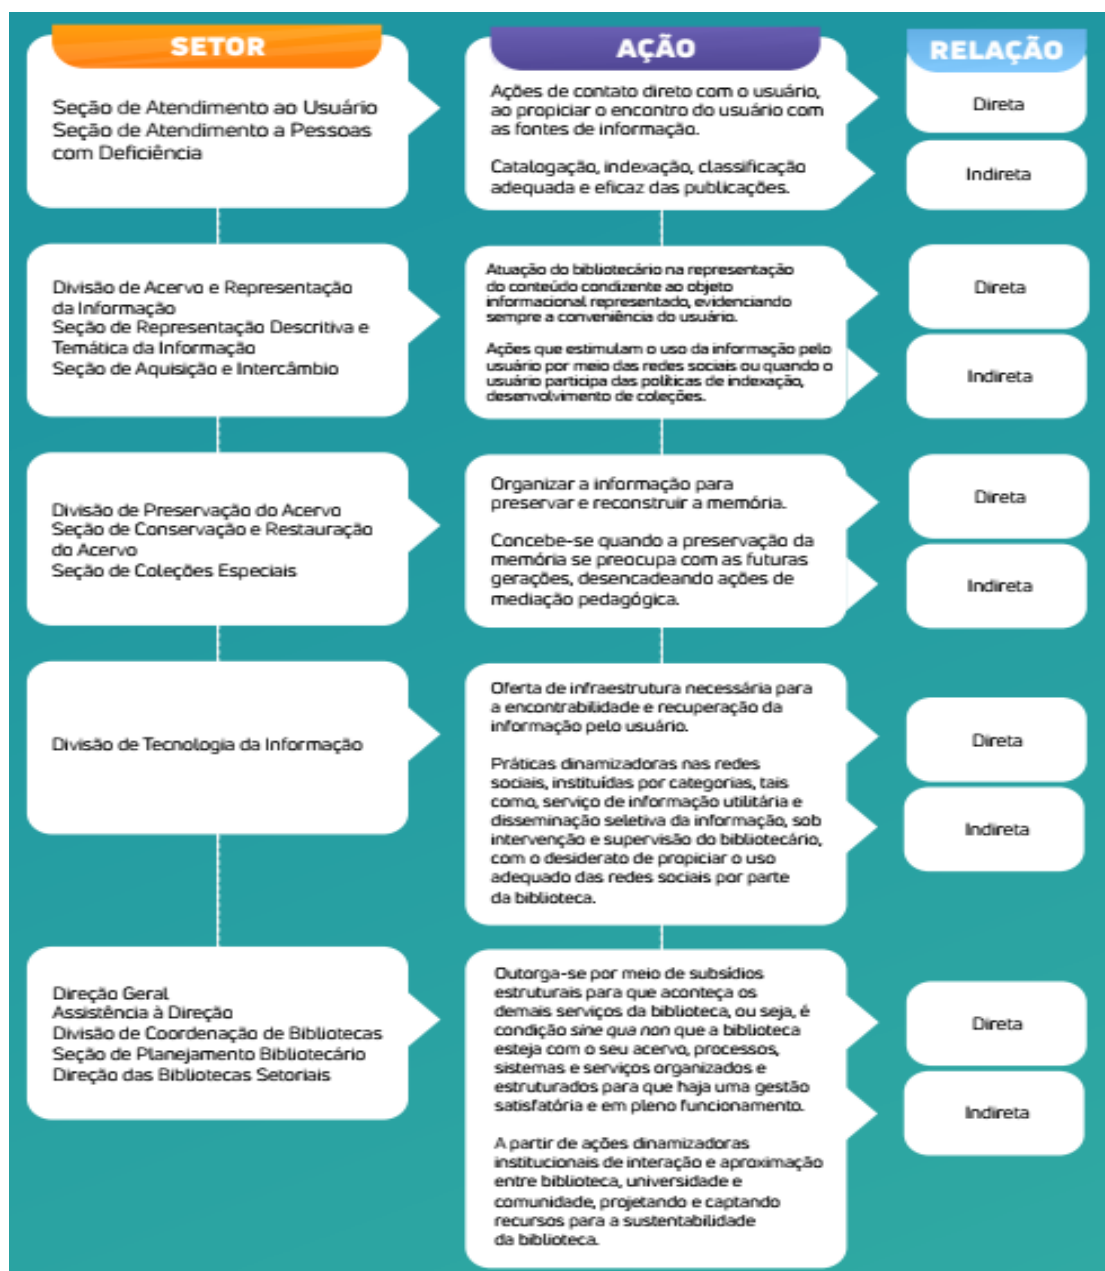 SETOR
AÇÃO
RELAÇÃO
Seção de Atendimento ao Usuário
Seção de Atendimento a Pessoas
com Deficiência
Ações de contato direto com o usuário,
ao propiciar o encontro do usuário com
as fontes de informação.
Catalogação, indexação, classificação
adequada e eficaz das publicações.
Direta
Indireta
Divisão de Acervo e Representação
da Informação
Seção de Representação Descritiva e
Temática da Informação
Seção de Aquisição e Intercâmbio
Atuação do bibliotecário na representação
do conteúdo condizente ao objeto
informacional representado, evidenciando
sempre a conveniência do usuário.
Ações que estimulam o uso da informação pelo
usuário por meio das redes sociais ou quando o
usuário participa das políticas de indexação,
desenvolvimento de coleções.
Direta
Indireta
Divisão de Preservação do Acervo
Seção de Conservação e Restauração
do Acervo
Seção de Coleções Especiais
Organizar a informação para
preservar e reconstruir a memória.
Concebe-se quando a preservação da
memória se preocupa com as futuras
gerações, desencadeando ações de
mediação pedagógica.
Direta
Indireta
Divisão de Tecnologia da Informação
Oferta de infraestrutura necessária para
a encontrabilidade e recuperação da
informação pelo usuário.
Práticas dinamizadoras nas redes
sociais, instituídas por categorias, tais
como, serviço de informação utilitária e
disseminação seletiva da informação, sob
intervenção e supervisão do bibliotecário,
com o desiderato de propiciar o uso
adequado das redes sociais por parte
da biblioteca.
Direta
Indireta
Direção Geral
Assistência à Direção
Divisão de Coordenação de Bibliotecas
Seção de Planejamento Bibliotecário
Direção das Bibliotecas Setoriais
Outorga-se por meio de subsídios
estruturais para que aconteça os
demais serviços da biblioteca, ou seja, é
condição sine qua non que a biblioteca
esteja com o seu acervo, processos,
sistemas e serviços organizados e
estruturados para que haja uma gestão
satisfatória e em pleno funcionamento.
A partir de ações dinamizadoras
institucionais de interação e aproximação
entre biblioteca, universidade e
comunidade, projetando e captando
recursos para a sustentabilidade
da biblioteca.
Direta
Indireta